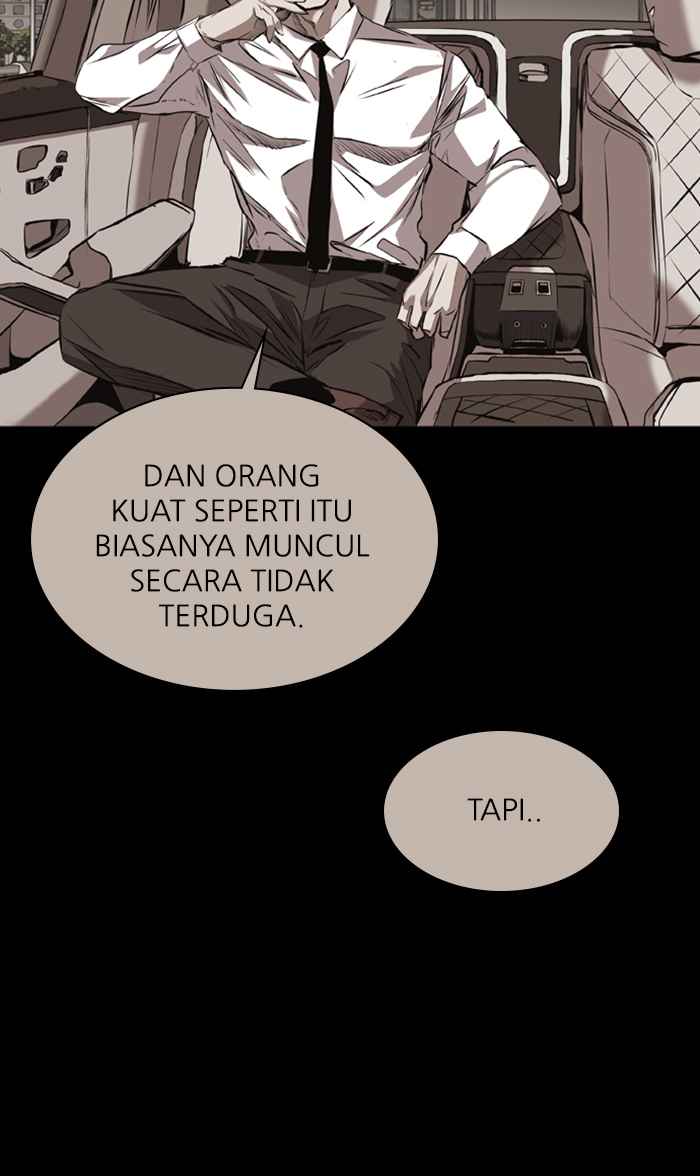 DAN ORANG
KUAT SEPERTI ITU
BIASANYA MUNCUL
SECARA TIDAK
TERDUGA.
TAPI..